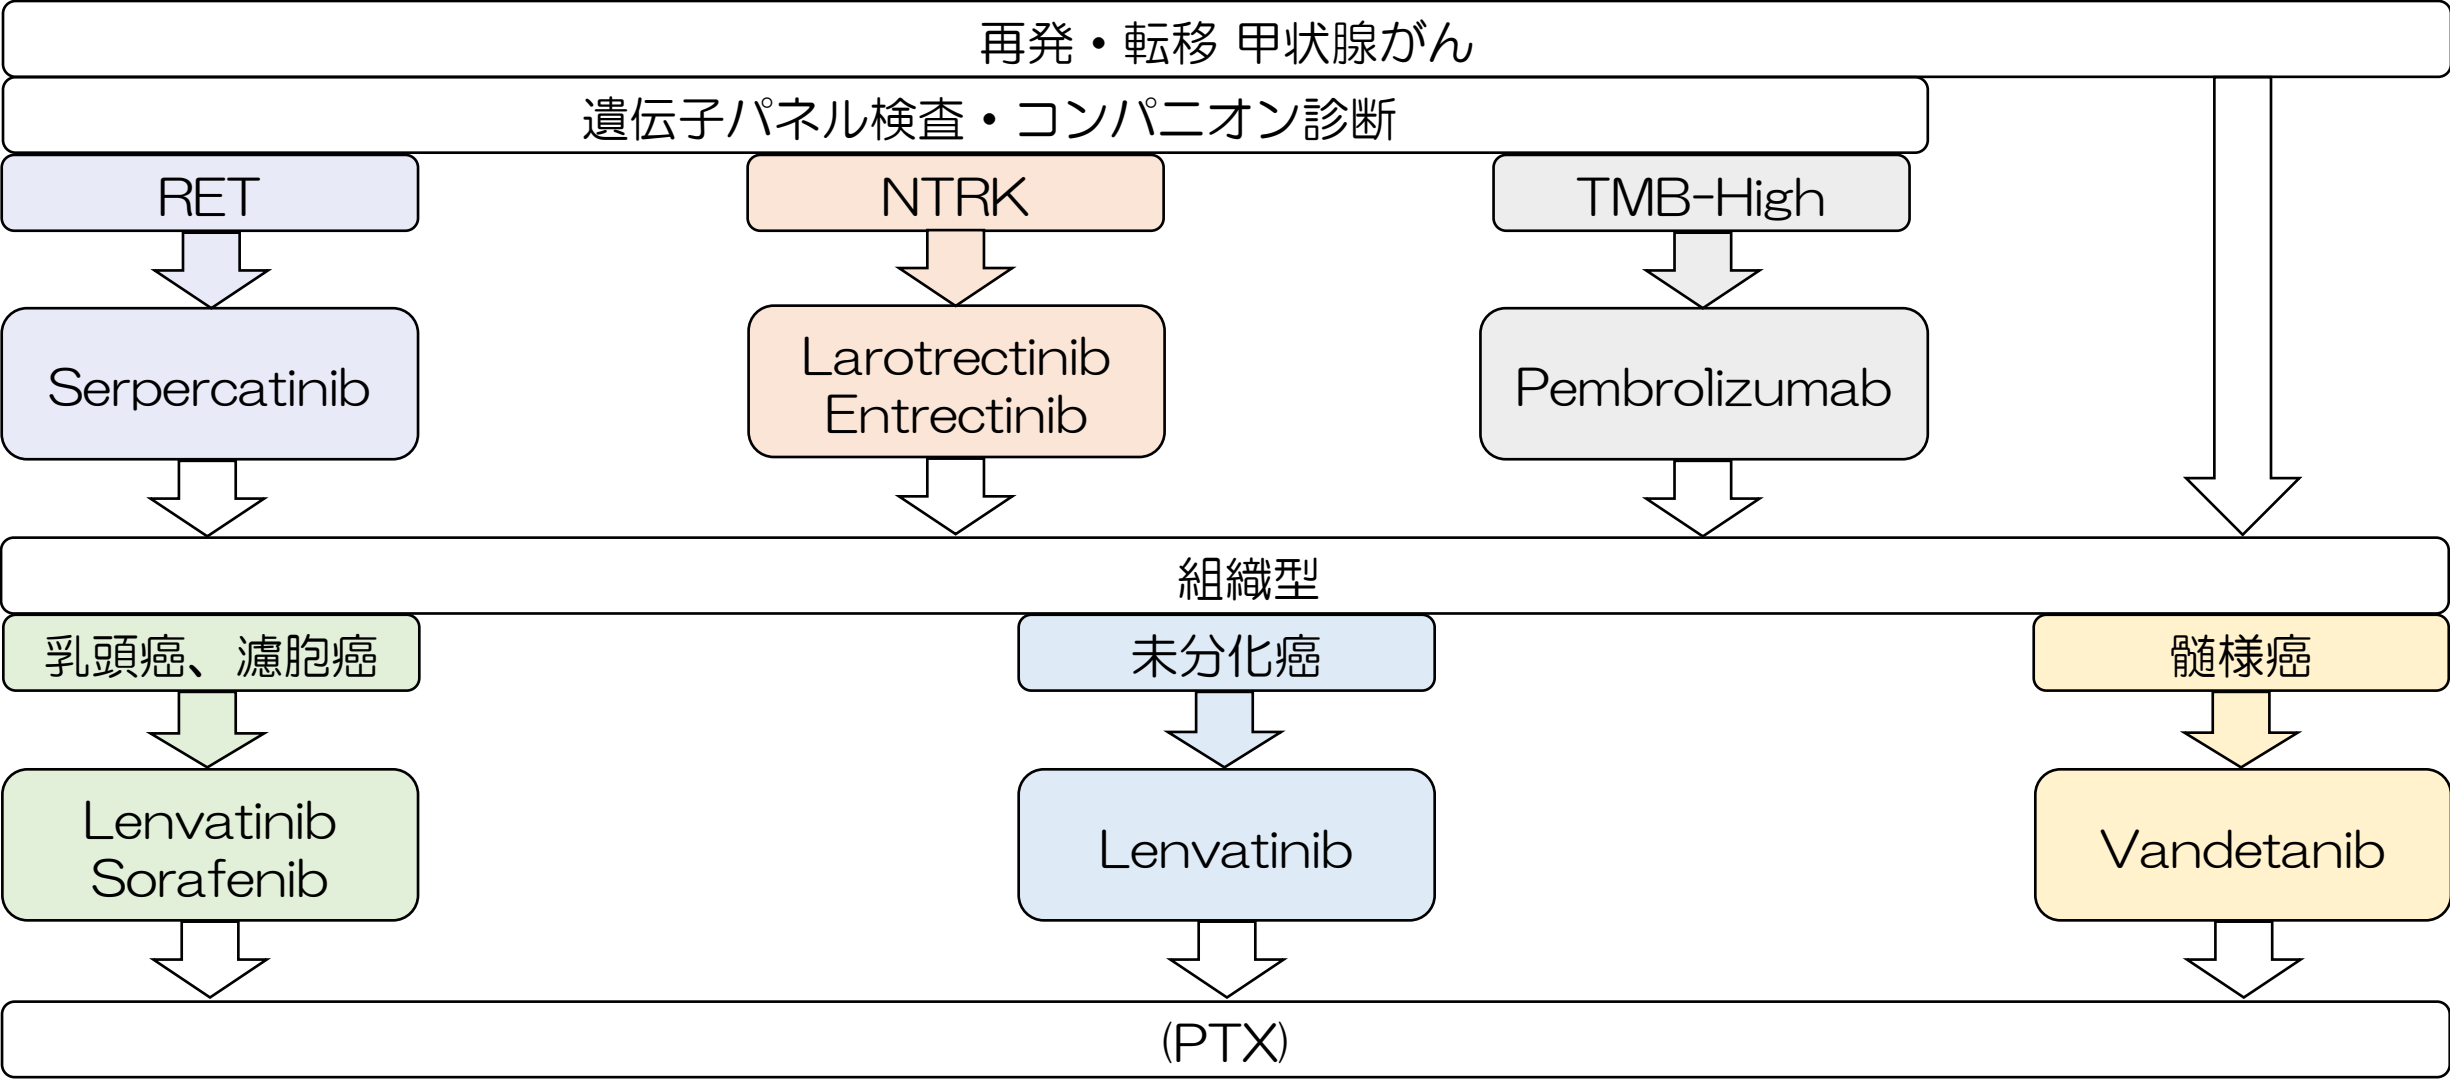 再発・転移 甲状腺がん
遺伝子パネル検査・コンパニオン診断
RET
NTRK
TMB-High
Serpercatinib
Larotrectinib
Entrectinib
Pembrolizumab
組織型
乳頭癌、濾胞癌
未分化癌
髄様癌
Lenvatinib
Sorafenib
Lenvatinib
Vandetanib
(PTX)